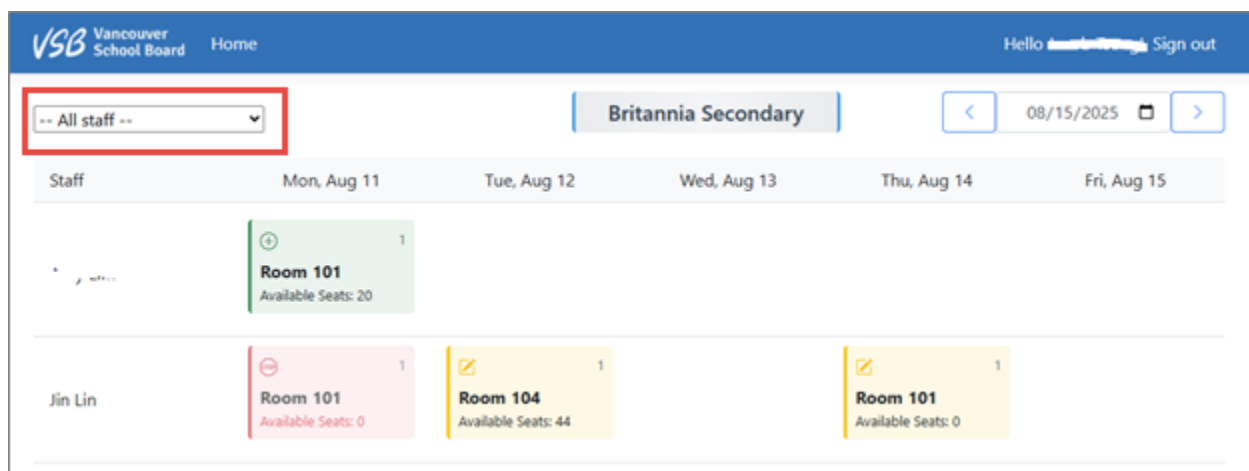 VSB Vancouver School Board Home Hello Sign out
-- All staff -- Britannia Secondary 08/15/2025
Staff Mon, Aug 11 Tue, Aug 12 Wed, Aug 13 Thu, Aug 14 Fri, Aug 15
1
Room 101
Available Seats: 20
Jin Lin
1
Room 101
Available Seats: 0
1
Room 104
Available Seats: 44
1
Room 101
Available Seats: 0